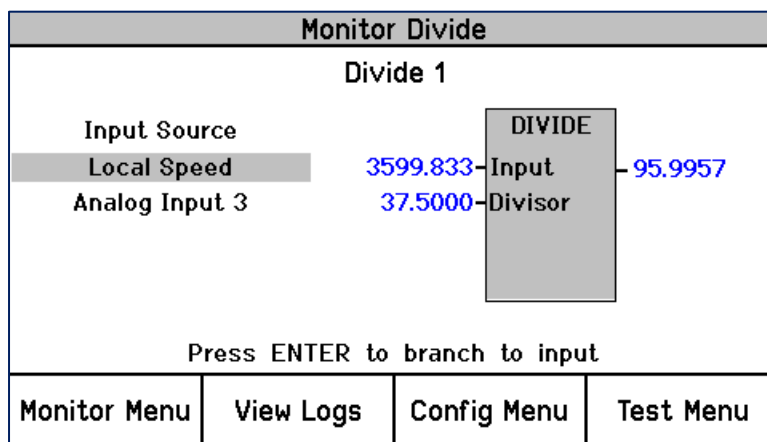 Monitor Divide
Divide 1
Input Source
DIVIDE
Local Speed 3599.833 Input 95.9957
Analog Input 3 37.5000 Divisor
Press ENTER to branch to input
Monitor Menu View Logs Config Menu Test Menu